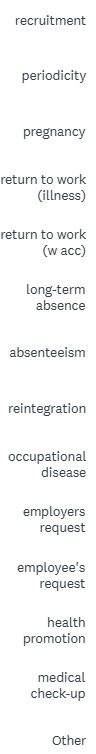 recruitment
periodicity
pregnancy
return to work
(illness)
return to work
(w acc)
long-term
absence
absenteeism
reintegration
occupational
disease
employers
request
employee's
request
health
promotion
medical
check-up
Other